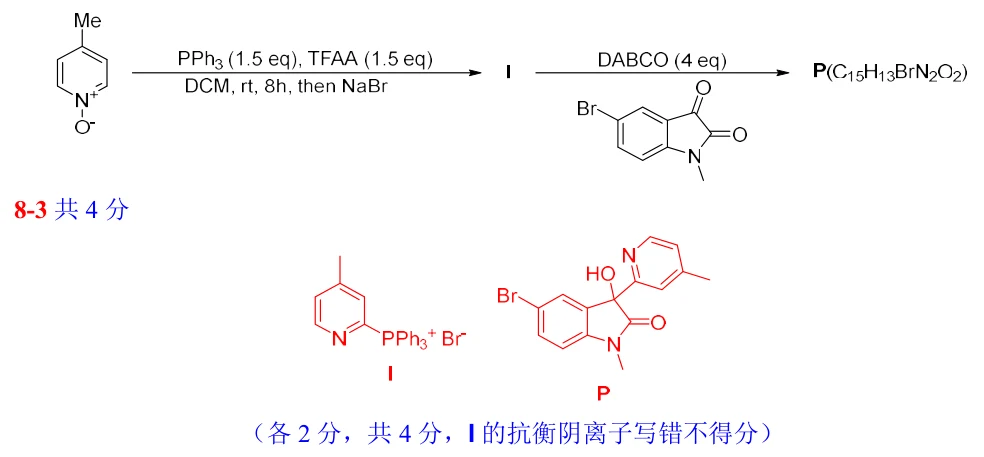 Me
N⁺
O⁻
PPh₃ (1.5 eq), TFAA (1.5 eq)
DCM, rt, 8h, then NaBr
I
DABCO (4 eq)
Br
O
O
N
P(C₁₅H₁₃BrN₂O₂)
8-3 共 4 分
N
PPh₃⁺ Br⁻
I
N
HO
Br
O
N
P
（各 2 分，共 4 分，I 的抗衡阴离子写错不得分）